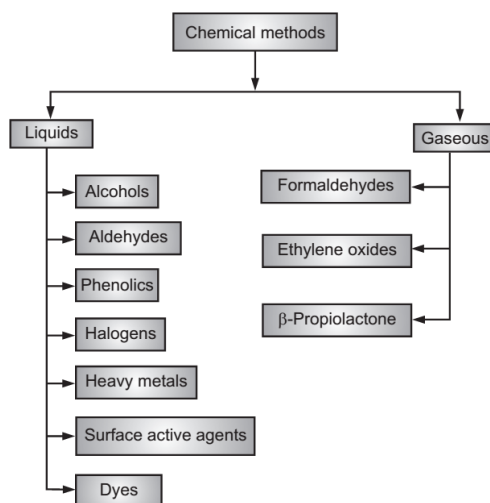 Chemical methods
Liquids
Gaseous
Alcohols
Aldehydes
Phenolics
Halogens
Heavy metals
Surface active agents
Dyes
Formaldehydes
Ethylene oxides
β-Propiolactone